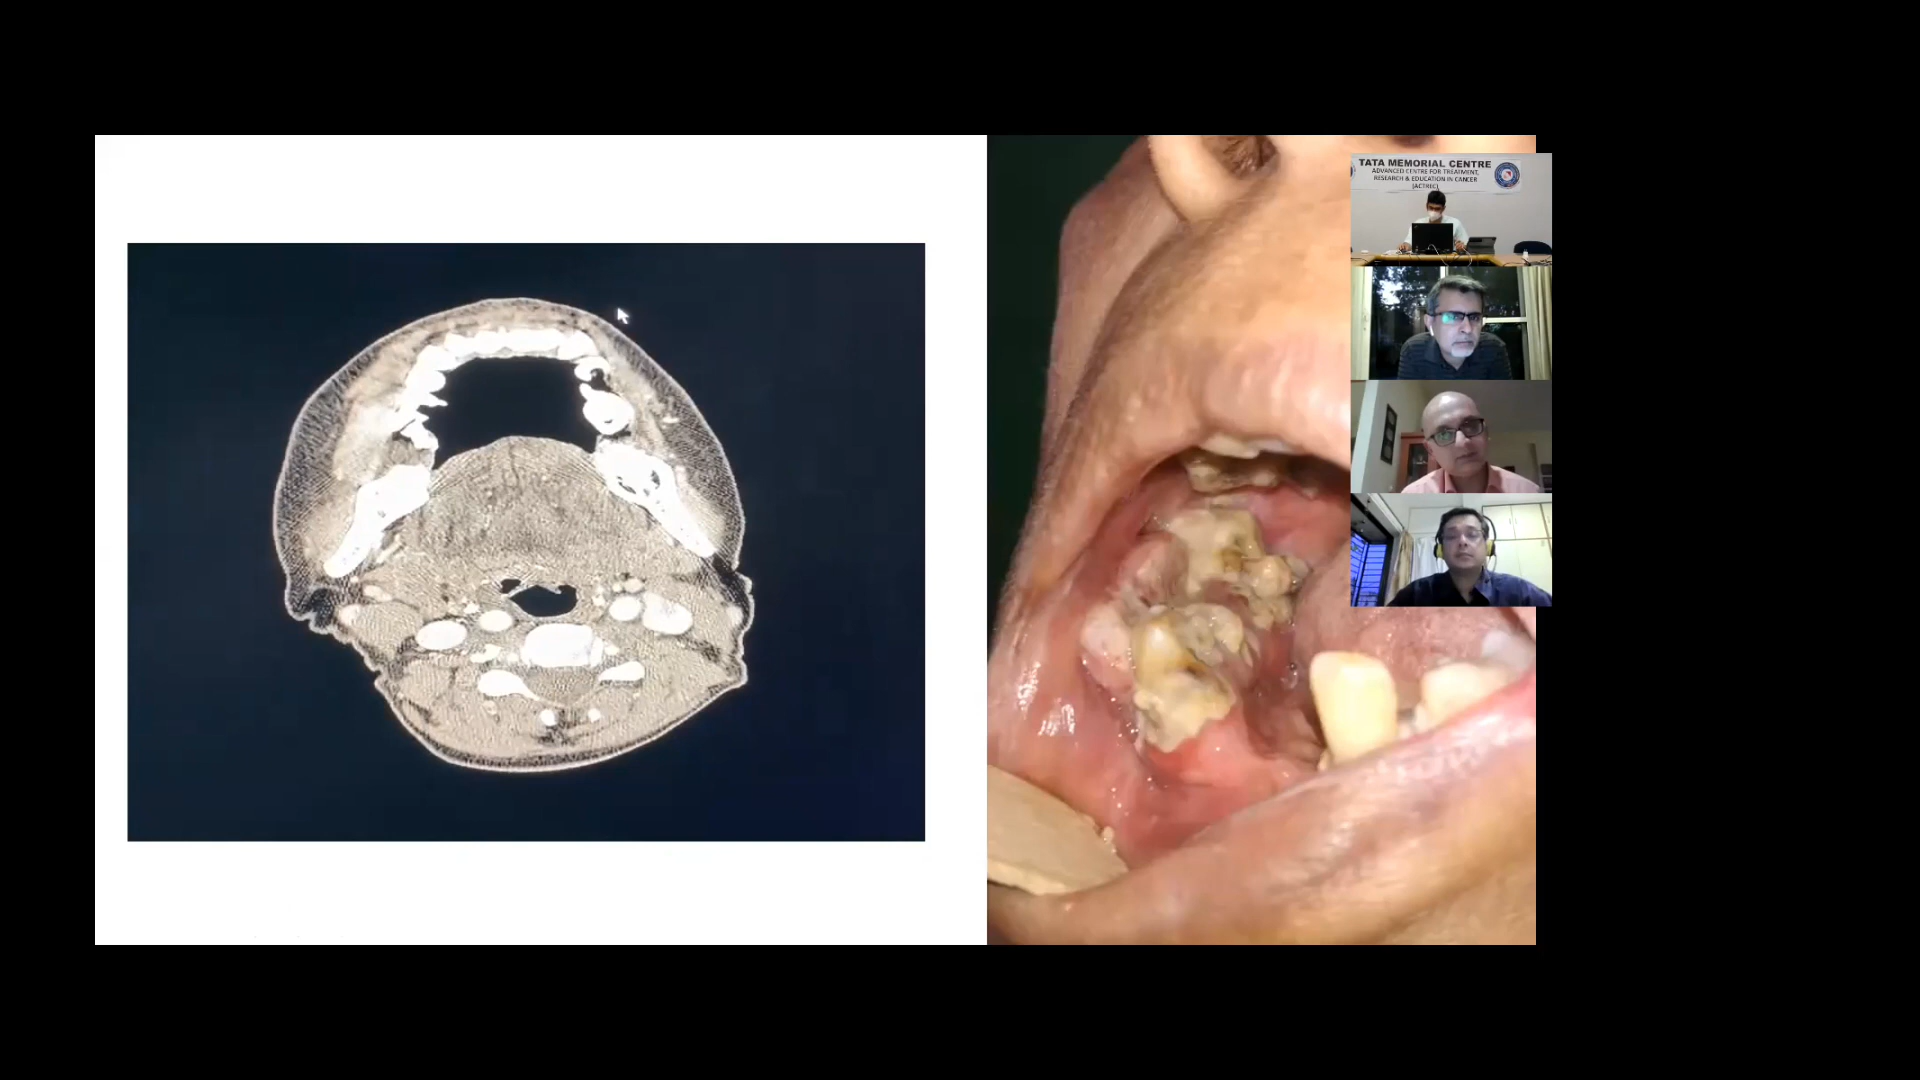 TATA MEMORIAL CENTRE
ADVANCED CENTRE FOR TREATMENT,
RESEARCH & EDUCATION IN CANCER
(ACTREC)